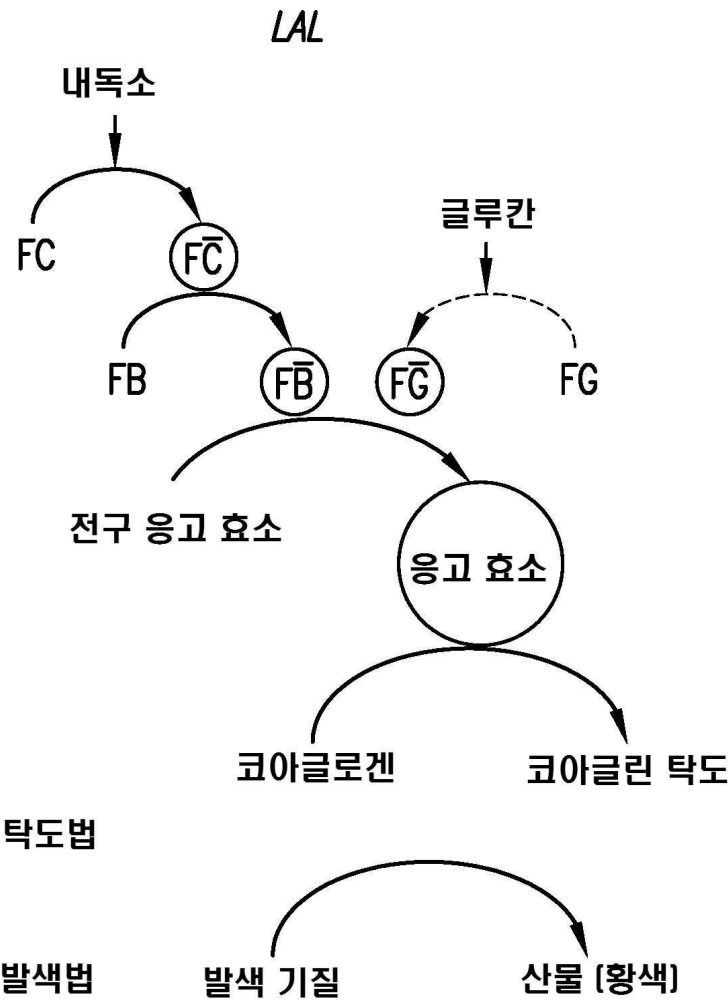 LAL
내독소
글루칸
FC
FC̅
FB
FB̅
FG̅
FG
전구 응고 효소
응고 효소
코아글로겐
코아글린 탁도
탁도법
발색법
발색 기질
산물 (황색)